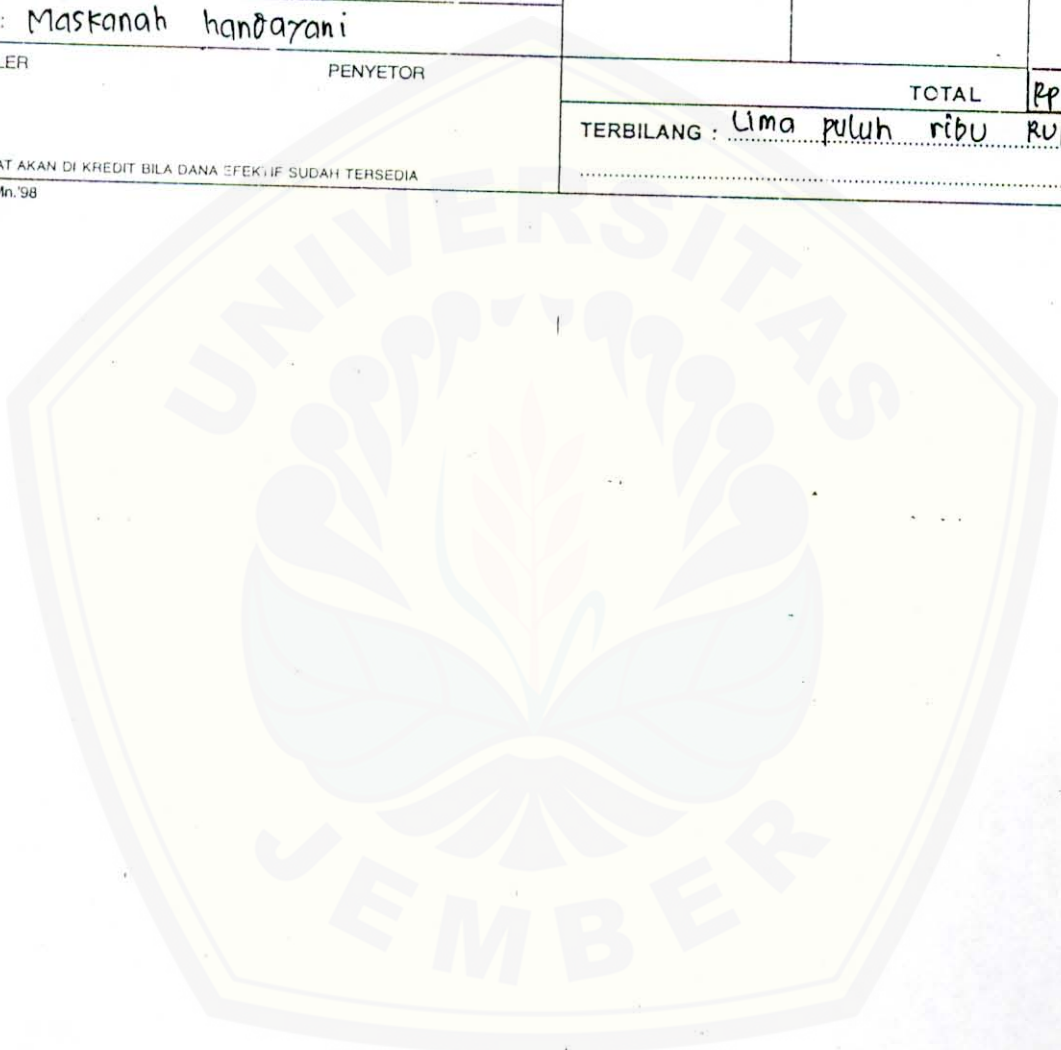 : Maskanah handayani
LER PENYETOR
TOTAL Rp
TERBILANG : Lima puluh ribu RU
AT AKAN DI KREDIT BILA DANA EFEKTIF SUDAH TERSEDIA
Mn.'98
UNIVERSITAS
JEMBER